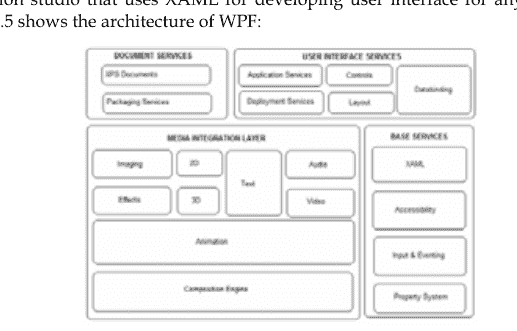 ion studio that uses XAML for developing user interface for any
.5 shows the architecture of WPF:
DOCUMENT SERVICES
XPS Documents
Packaging Services
USER INTERFACE SERVICES
Application Services
Controls
Databinding
Deployment Services
Layout
MEDIA INTEGRATION LAYER
Imaging
2D
Text
Audio
Effects
3D
Video
Animation
Composition Engine
BASE SERVICES
XAML
Accessibility
Input & Eventing
Property System